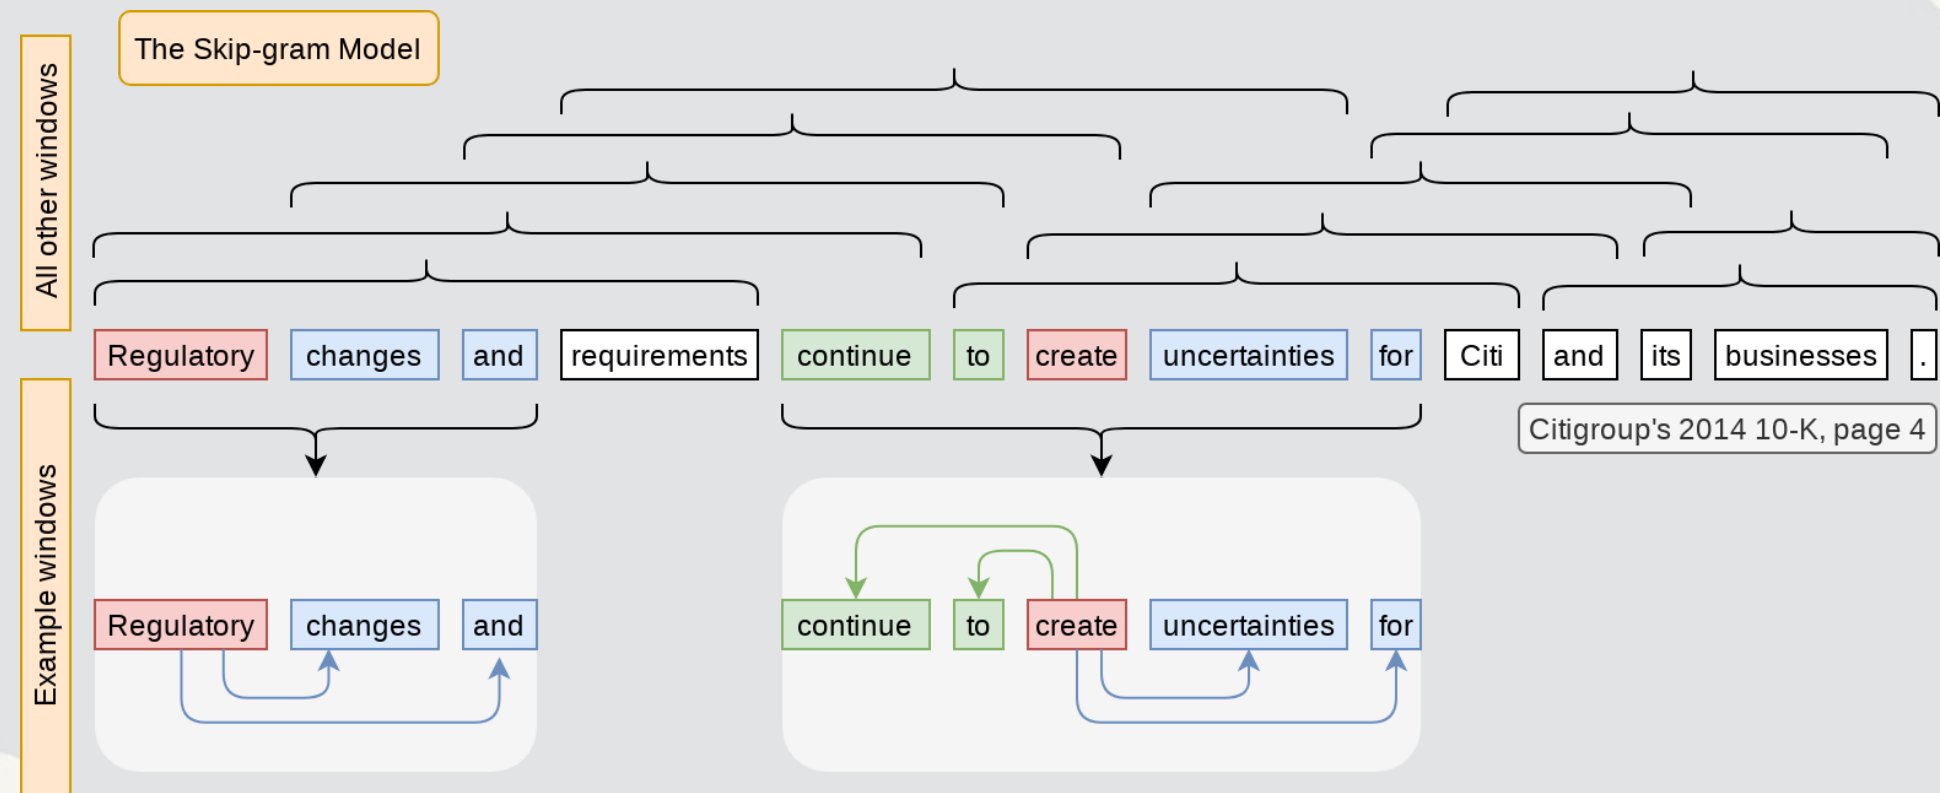 The Skip-gram Model
All other windows
Regulatory changes and requirements continue to create uncertainties for Citi and its businesses .
Citigroup's 2014 10-K, page 4
Example windows
Regulatory changes and
continue to create uncertainties for